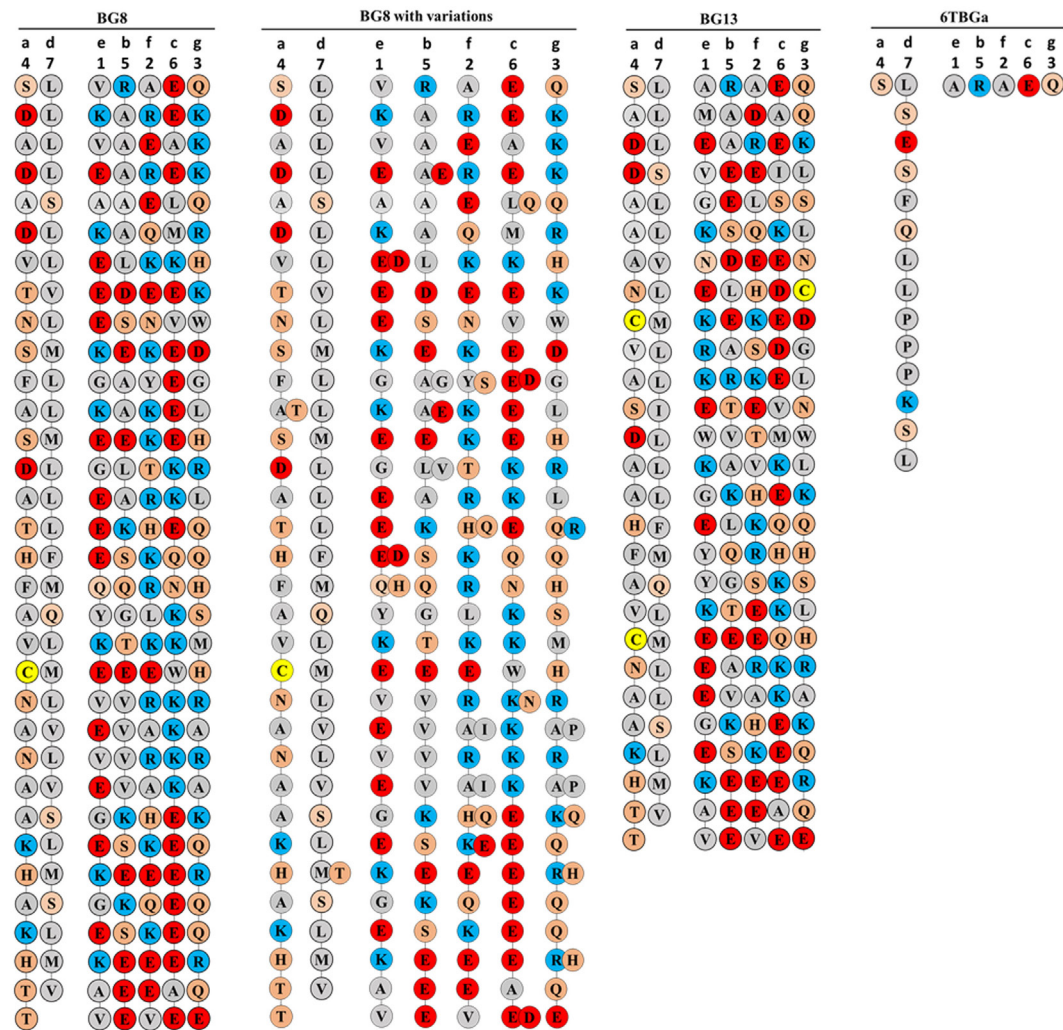 BG8 BG8 with variations BG13 6TBGa
a d e b f c g a d e b f c g a d e b f c g a d e b f c g
4 7 1 5 2 6 3 4 7 1 5 2 6 3 4 7 1 5 2 6 3 4 7 1 5 2 6 3
S L V R A E Q S L V R A E Q S L A R A E Q S L A R A E Q
D L K A R E K D L K A R E K A L M A D A Q S
A L V A E A K A L V A E A K D L E A R E K E
D L E A R E K D L E A E R E K D S V E E I L S
A S A A E L Q A S A A E L Q Q A L G E L S S F
D L K A Q M R D L K A Q M R A L K S Q K L Q
V L E L K K H V L E D L K K H A V N D E E N L
T V E D E E K T V E D E E K N L E L H D C L
N L E S N V W N L E S N V W C M K E K E D P
S M K E K E D S M K E K E D V L R A S D G P
F L G A Y E G F L G A G Y S E D G A L K R K E L P
A L K A K E L A T L K A E K E L S I E T E V N K
S M E E K E H S M E E K E H D L W V T M W S
D L G L T K R D L G L V T K R A L K A V K L L
A L E A R K L A L E A R K L A L G K H E K
T L E K H E Q T L E K H Q E Q R H F E L K Q Q
H F E S K Q Q H F E D S K Q Q F M Y Q R H H
F M Q Q R N H F M Q H Q R N H A Q Y G S K S
A Q Y G L K S A Q Y G L K S V L K T E K L
V L K T K K M V L K T K K M C M E E E Q H
C M E E E W H C M E E E W H N L E A R K R
N L V V R K R N L V V R K N R A L E V A K A
A V E V A K A A V E V A I K A P A S G K H E K
N L V V R K R N L V V R K R K L E S K E Q
A V E V A K A A V E V A I K A P H M K E E E R
A S G K H E K A S G K H Q E K Q T V A E E A Q
K L E S K E Q K L E S K E E Q T V E V E E
H M K E E E R H M T K E E E R H
A S G K Q E Q A S G K Q E Q
K L E S K E Q K L E S K E Q
H M K E E E R H M K E E E R H
T V A E E A Q T V A E E A Q
T V E V E E T V E V E D E